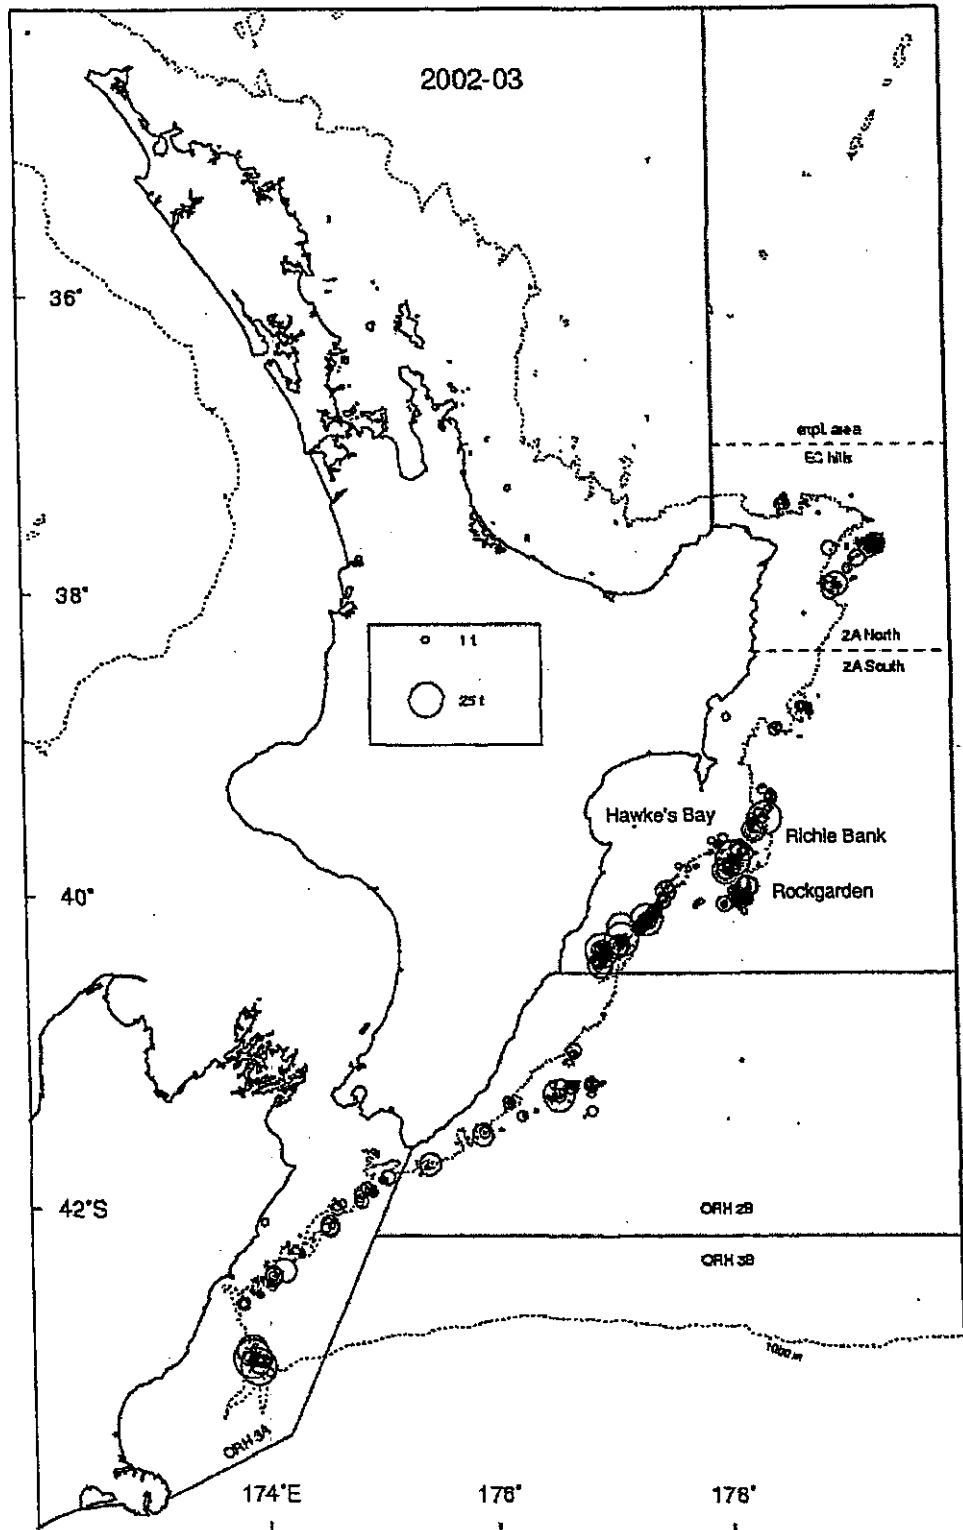 2002-03
36°
expl. area
EC hills
38°
1 t
25 t
2A North
2A South
Hawke's Bay
Richie Bank
Rockgarden
40°
42°S
ORH 2B
ORH 3B
1000 m
ORH 3A
174°E
176°
178°